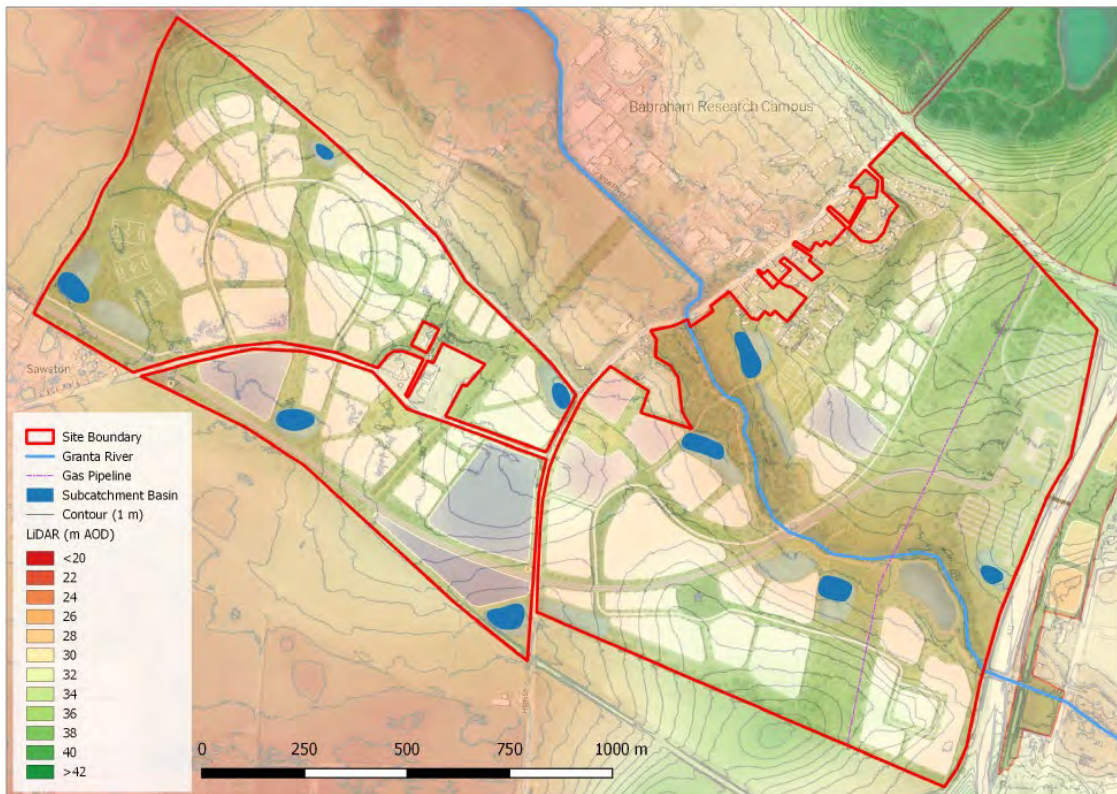 Babraham Research Campus
Sawston
Site Boundary
Granta River
Gas Pipeline
Subcatchment Basin
Contour (1 m)
LiDAR (m AOD)
<20
22
24
26
28
30
32
34
36
38
40
>42
0 250 500 750 1000 m